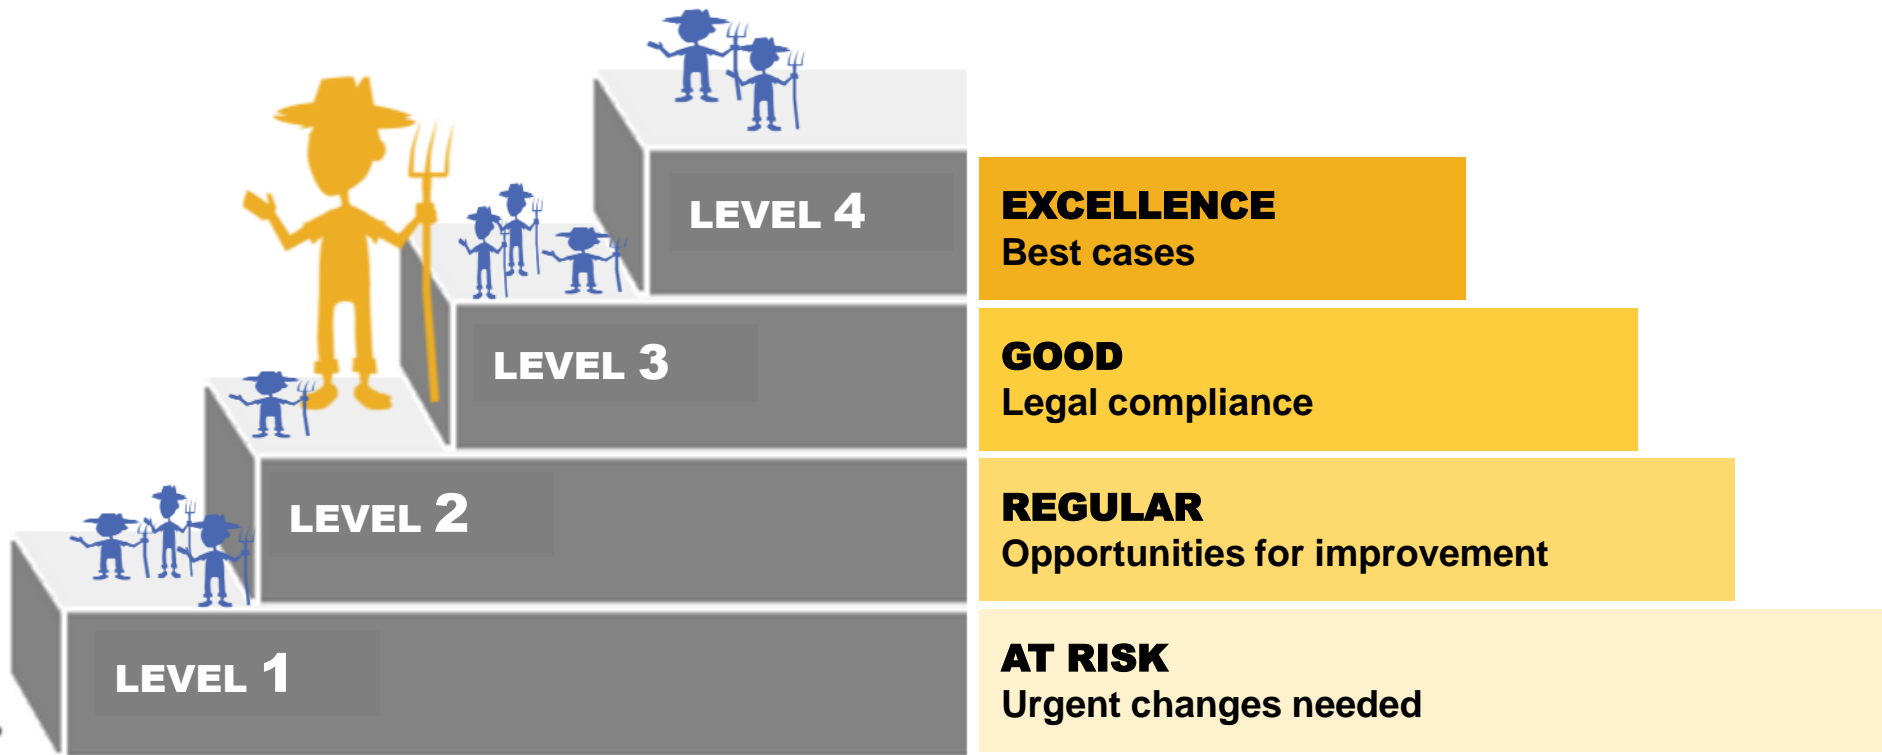 LEVEL 4
EXCELLENCE
Best cases
LEVEL 3
GOOD
Legal compliance
LEVEL 2
REGULAR
Opportunities for improvement
LEVEL 1
AT RISK
Urgent changes needed